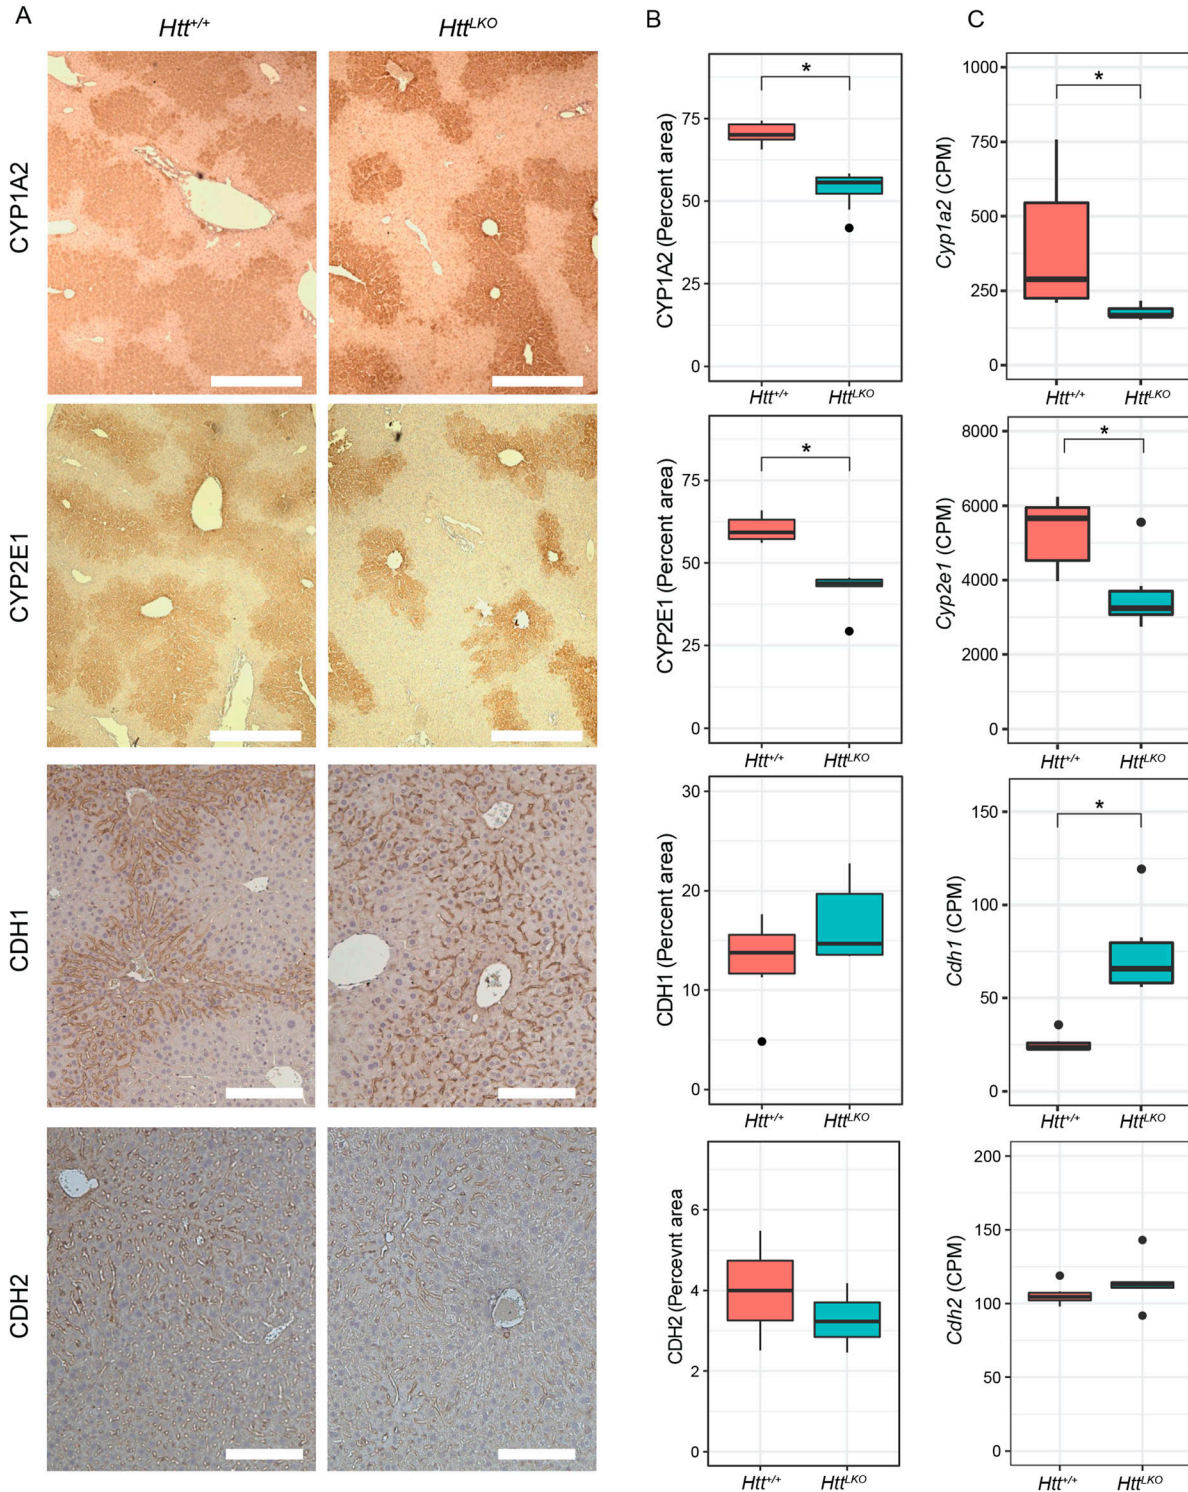 A
Htt+/+
HttLKO
CYP1A2
CYP2E1
CDH1
CDH2
B
CYP1A2 (Percent area)
75
50
25
0
*
Htt+/+
HttLKO
CYP2E1 (Percent area)
75
50
25
0
*
Htt+/+
HttLKO
CDH1 (Percent area)
30
20
10
0
Htt+/+
HttLKO
CDH2 (Percevnt area
6
4
2
0
Htt+/+
HttLKO
C
Cyp1a2 (CPM)
1000
750
500
250
0
*
Htt+/+
HttLKO
Cyp2e1 (CPM)
8000
6000
4000
2000
0
*
Htt+/+
HttLKO
Cdh1 (CPM)
150
100
50
0
*
Htt+/+
HttLKO
Cdh2 (CPM)
200
150
100
50
0
Htt+/+
HttLKO